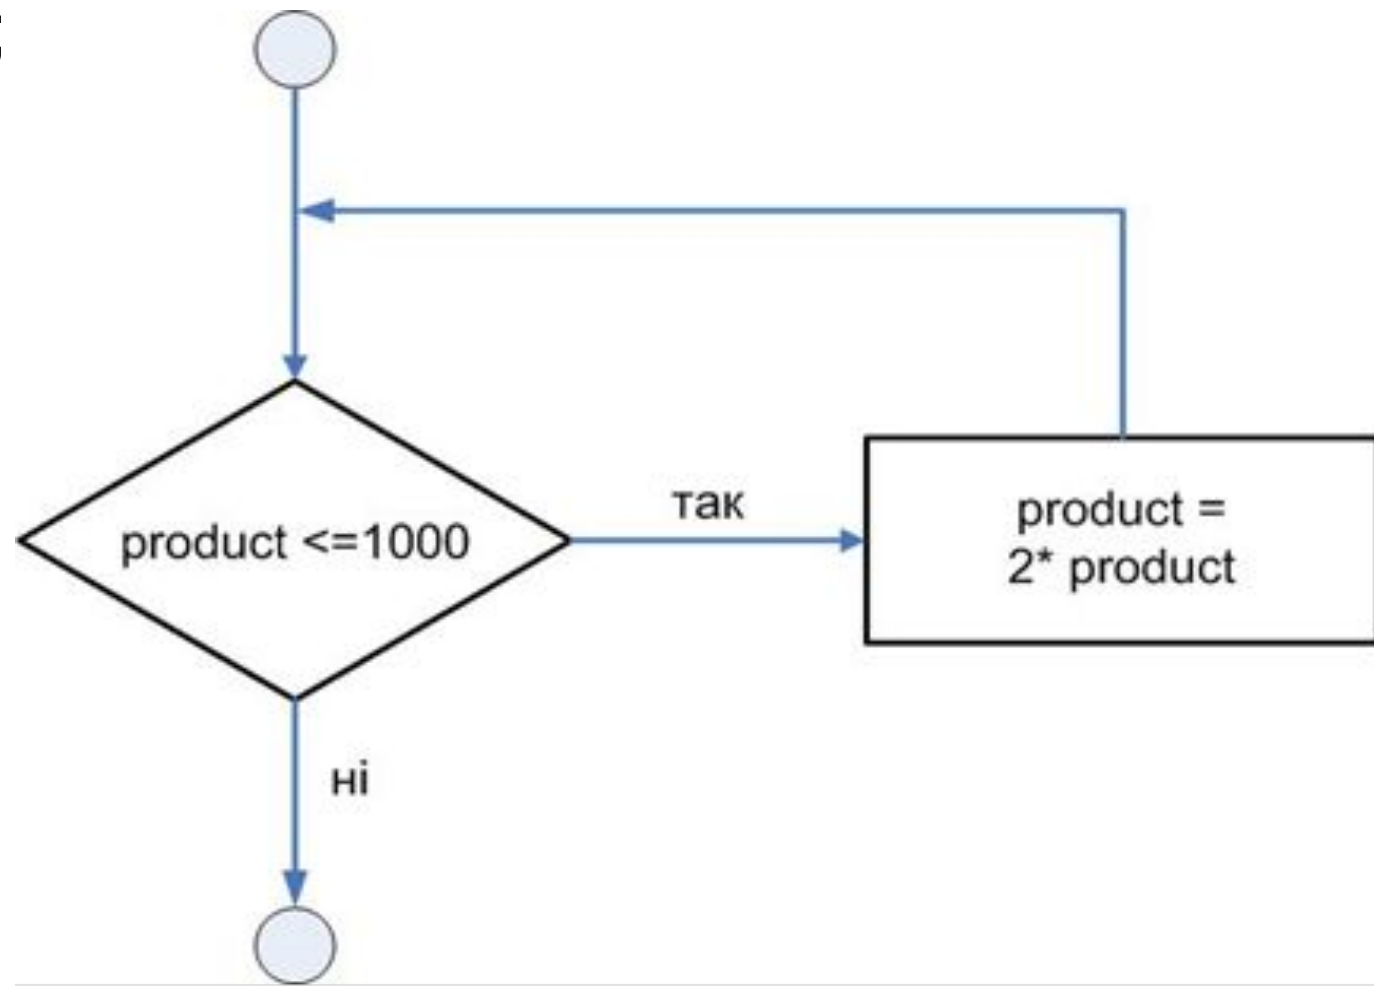 product <=1000
так
product =
2* product
ні